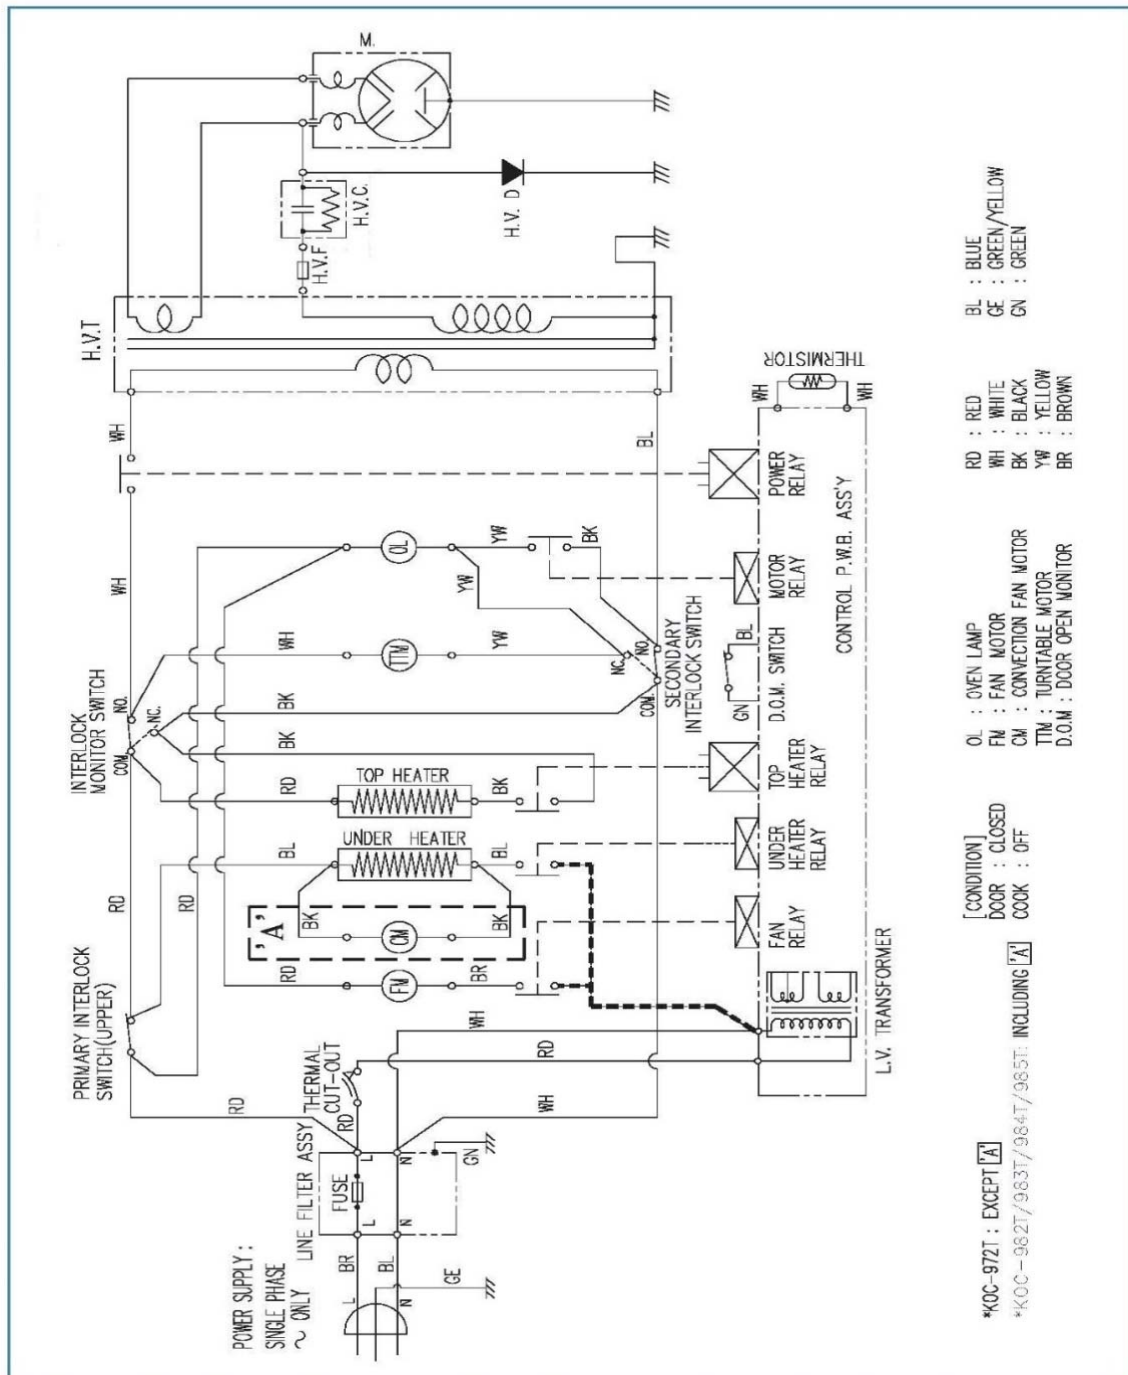 M.
H.V.T
H.V.F
H.V.C.
H.V. D
WH
BL
WH
WH
THERMISTOR
POWER
RELAY
WH
OL
YW
YW
BK
MOTOR
RELAY
WH
TTM
YW
NC.
NO.
COM.
SECONDARY
INTERLOCK SWITCH
BL
GN
D.O.M. SWITCH
CONTROL P.W.B. ASS'Y
INTERLOCK
MONITOR SWITCH
NO.
NC.
COM
BK
BK
RD
TOP HEATER
BK
TOP
HEATER
RELAY
BL
UNDER HEATER
BL
UNDER
HEATER
RELAY
RD
RD
'A'
BK
CM
BK
RD
FM
BR
FAN
RELAY
PRIMARY INTERLOCK
SWITCH(UPPER)
WH
RD
L.V. TRANSFORMER
RD
THERMAL
CUT-OUT
RD
WH
LINE FILTER ASSY
FUSE
L
N
L
N
GN
POWER SUPPLY :
SINGLE PHASE
~ ONLY
BR
BL
L
N
GE
*KOC-972T : EXCEPT 'A'
*KOC-982T/983T/984T/985T: INCLUDING 'A'
[CONDITION]
DOOR : CLOSED
COOK : OFF
OL : OVEN LAMP
FM : FAN MOTOR
CM : CONVECTION FAN MOTOR
TTM : TURNTABLE MOTOR
D.O.M : DOOR OPEN MONITOR
RD : RED
WH : WHITE
BK : BLACK
YW : YELLOW
BR : BROWN
BL : BLUE
GE : GREEN/YELLOW
GN : GREEN